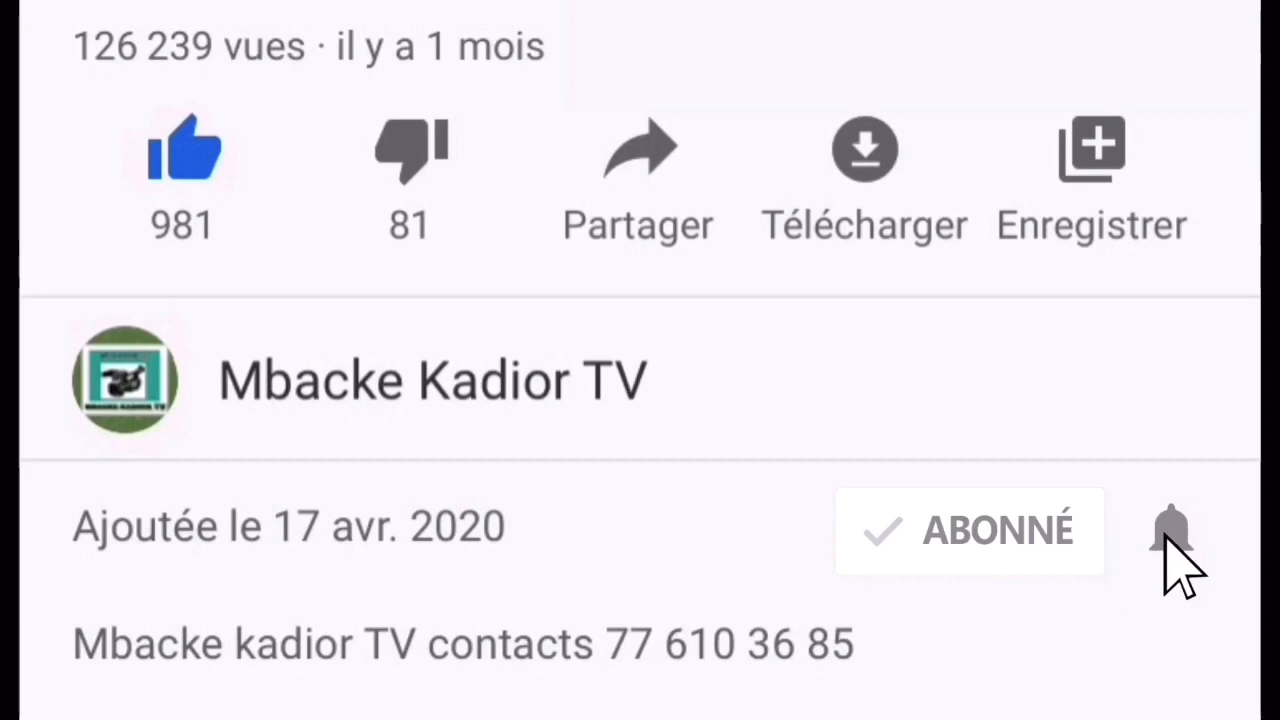 126 239 vues · il y a 1 mois
981
81
Partager
Télécharger
Enregistrer
Mbacke Kadior TV
Ajoutée le 17 avr. 2020
ABONNÉ
Mbacke kadior TV contacts 77 610 36 85